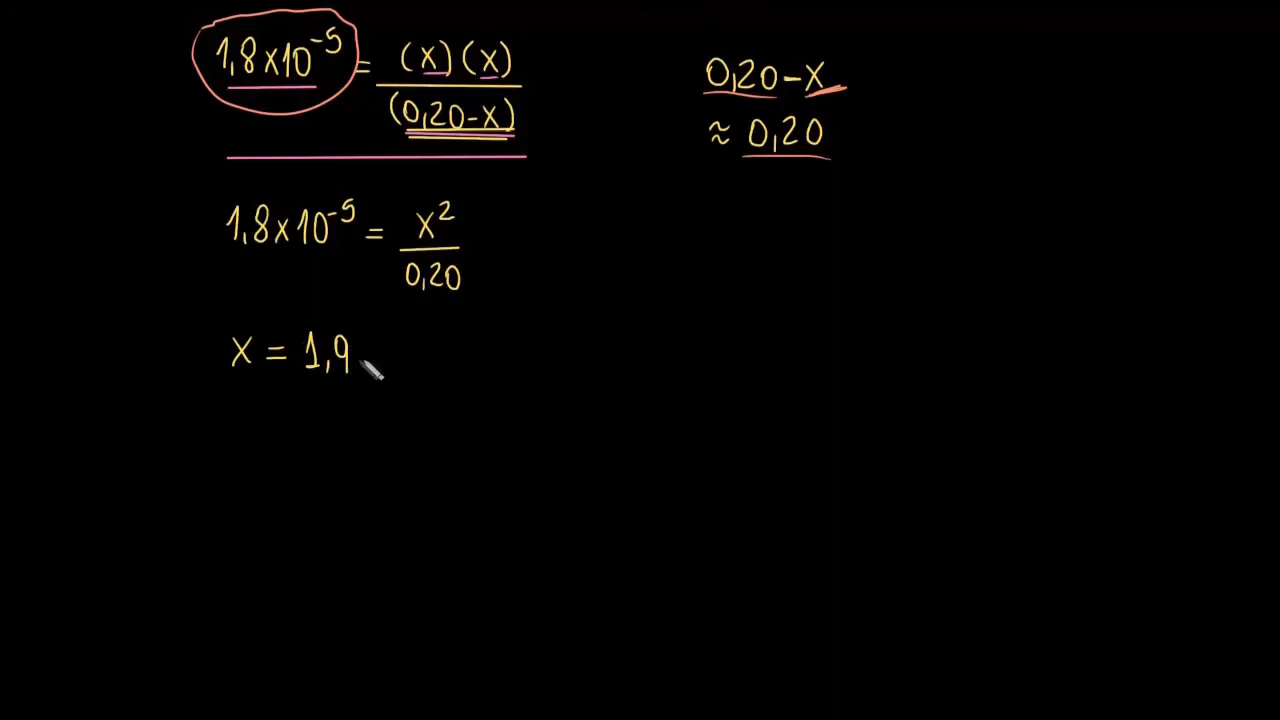 1,8x10⁻⁵ = (x)(x)
(0,20-x)
0,20-x
≈ 0,20
1,8x10⁻⁵ = x²
0,20
x = 1,9